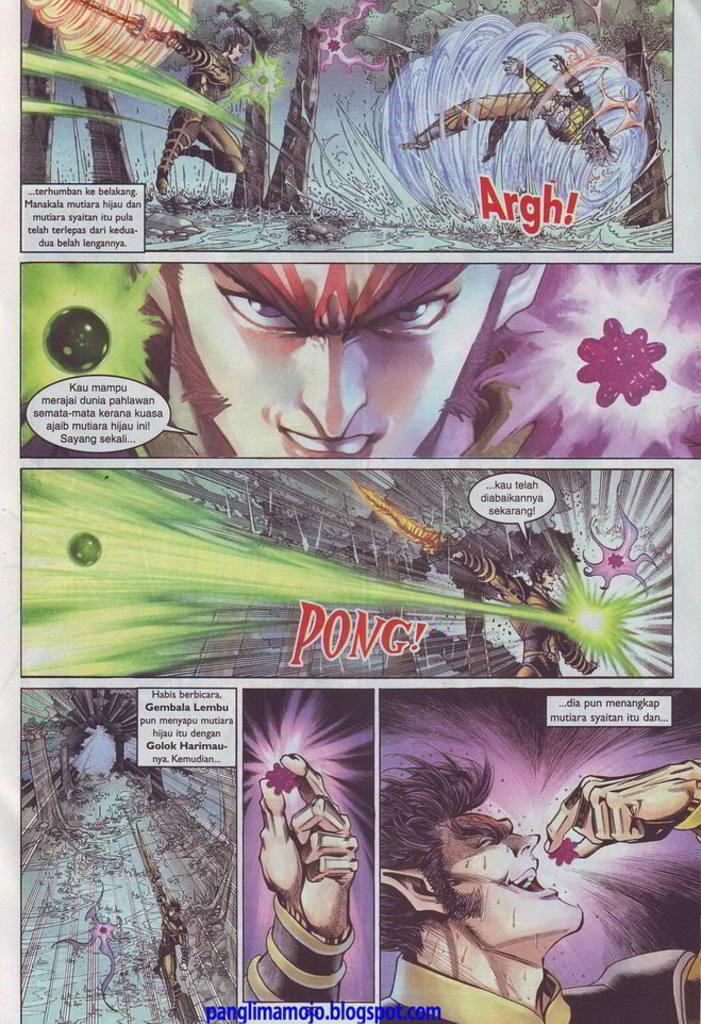 ...terhumban ke belakang.
Manakala mutiara hijau dan
mutiara syaitan itu pula
telah terlepas dari kedua-
dua belah lengannya.
Argh!
Kau mampu
merajai dunia pahlawan
semata-mata kerana kuasa
ajaib mutiara hijau ini!
Sayang sekali...
...kau telah
diabaikannya
sekarang!
PONG!
Habis berbicara,
Gembala Lembu
pun menyapu mutiara
hijau itu dengan
Golok Harimau-
nya. Kemudian...
...dia pun menangkap
mutiara syaitan itu dan...
panglimamojo.blogspot.com